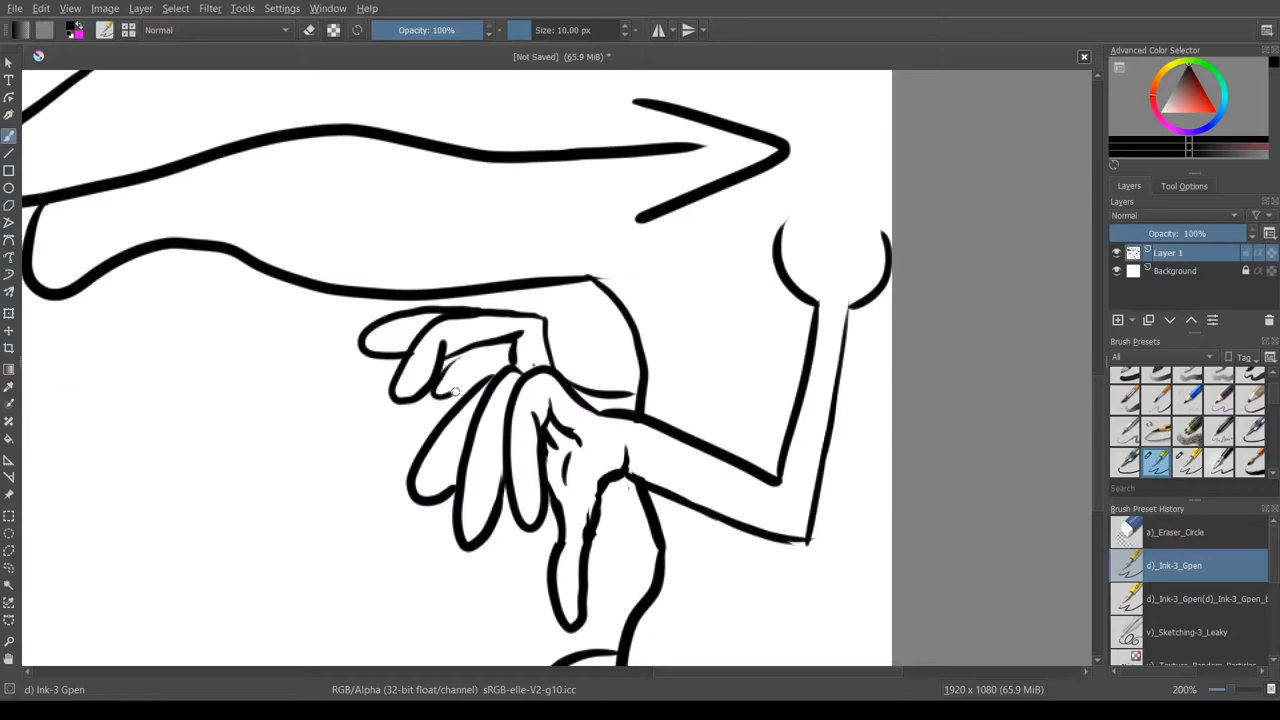 File Edit View Image Layer Select Filter Tools Settings Window Help
Normal Opacity: 100% Size: 10.00 px
[Not Saved] (65.9 MiB) *
Advanced Color Selector
Layers Tool Options
Layers
Normal
Opacity: 100%
Layer 1
Background
Brush Presets
All Tag
Search
Brush Preset History
a)_Eraser_Circle
d)_Ink-3_Gpen
d)_Ink-3_Gpen(d)_Ink-3_Gpen_b
v)_Sketching-3_Leaky
v)_Texture_Random_Particles
d) Ink-3 Gpen RGB/Alpha (32-bit float/channel) sRGB-elle-V2-g10.icc 1920 x 1080 (65.9 MiB) 200%